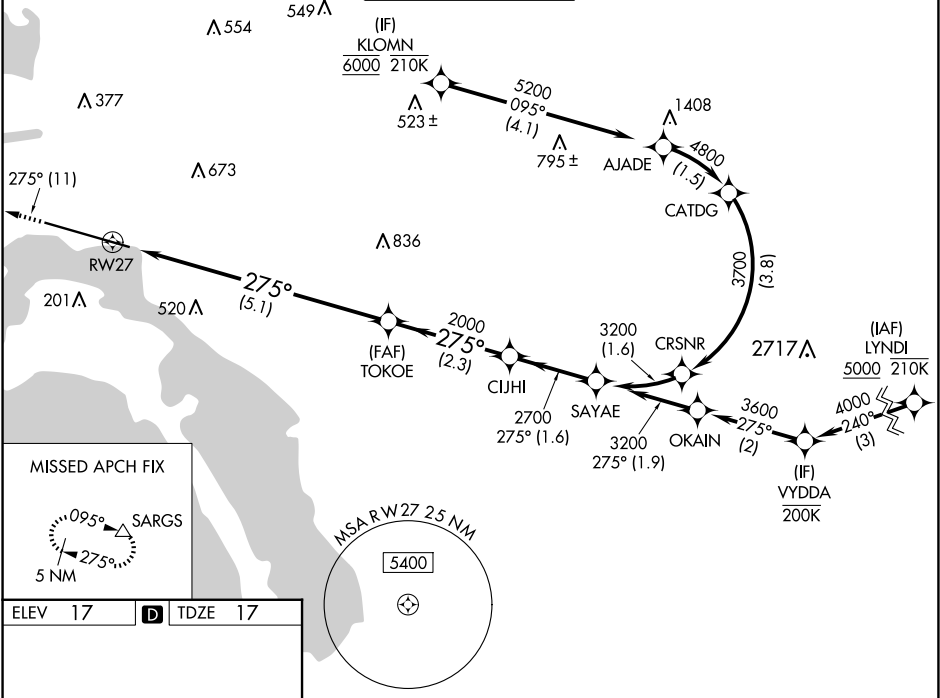 549
554
(IF)
KLOMN
6000 210K
5200
095°
(4.1)
377
523 ±
1408
795 ±
AJADE
4800
(1.5)
673
275° (11)
CATDG
836
RW27
3700
(3.8)
275°
(5.1)
201
520
2000
275°
(2.3)
(FAF)
TOKOE
3200
(1.6)
CRSNR
2717
(IAF)
LYNDI
5000 210K
CIJHI
SAYAE
2700
275° (1.6)
3200
275° (1.9)
OKAIN
3600
275°
(2)
4000
240°
(3)
(IF)
VYDDA
200K
MISSED APCH FIX
095°
SARGS
275°
5 NM
MSA RW27 25 NM
5400
ELEV 17 D TDZE 17